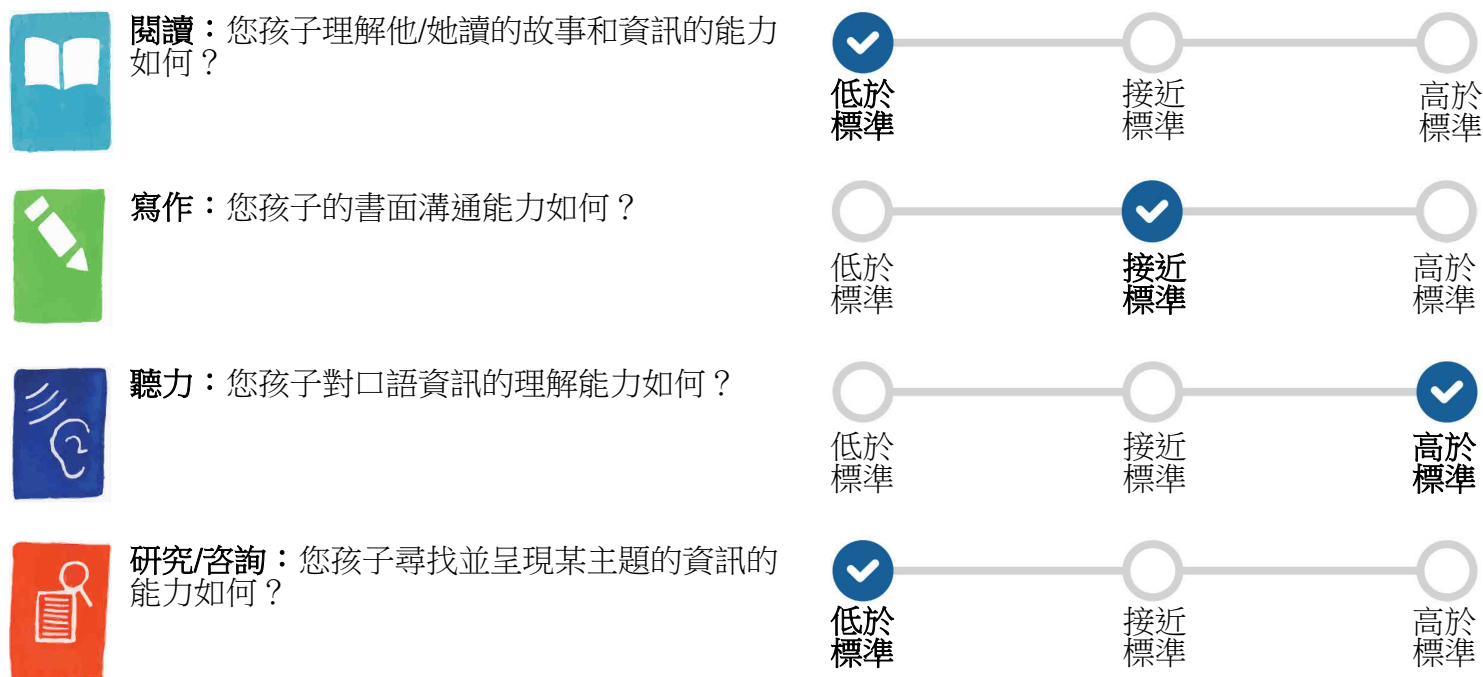 閱讀：您孩子理解他/她讀的故事和資訊的能力
如何？
低於
標準
接近
標準
高於
標準
寫作：您孩子的書面溝通能力如何？
低於
標準
接近
標準
高於
標準
聽力：您孩子對口語資訊的理解能力如何？
低於
標準
接近
標準
高於
標準
研究/咨詢：您孩子尋找並呈現某主題的資訊的
能力如何？
低於
標準
接近
標準
高於
標準